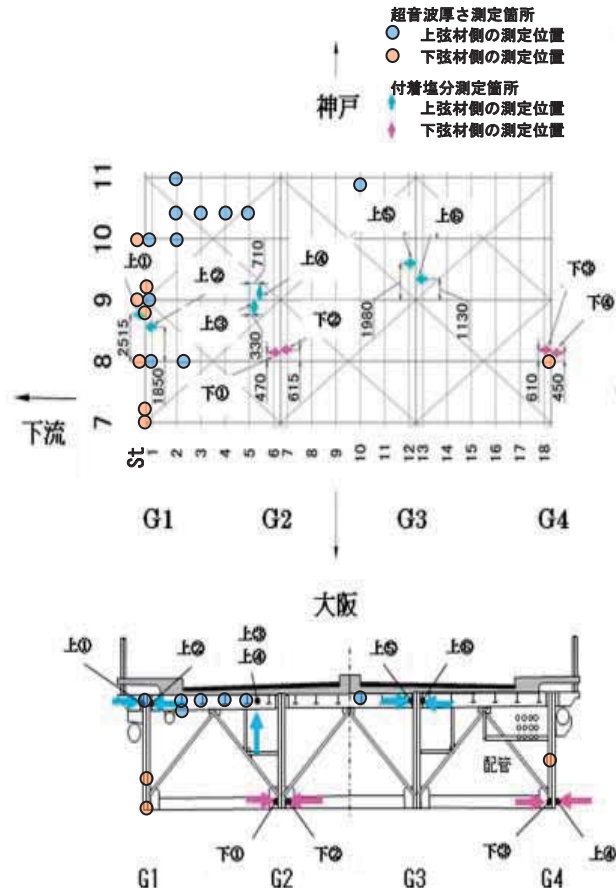 超音波厚さ測定箇所
上弦材側の測定位置
下弦材側の測定位置
付着塩分測定箇所
上弦材側の測定位置
下弦材側の測定位置
神戸
11
10
9
8
7
上①
上②
上③
上④
上⑤
上⑥
下①
下②
下③
下④
710
2515
1850
330
470
615
1980
1130
610
450
下流
St
1 2 3 4 5 6 7 8 9 10 11 12 13 14 15 16 17 18
G1 G2 G3 G4
大阪
上① 上② 上③ 上⑤ 上⑥
上④
配管
下① 下② 下③ 上④
G1 G2 G3 G4